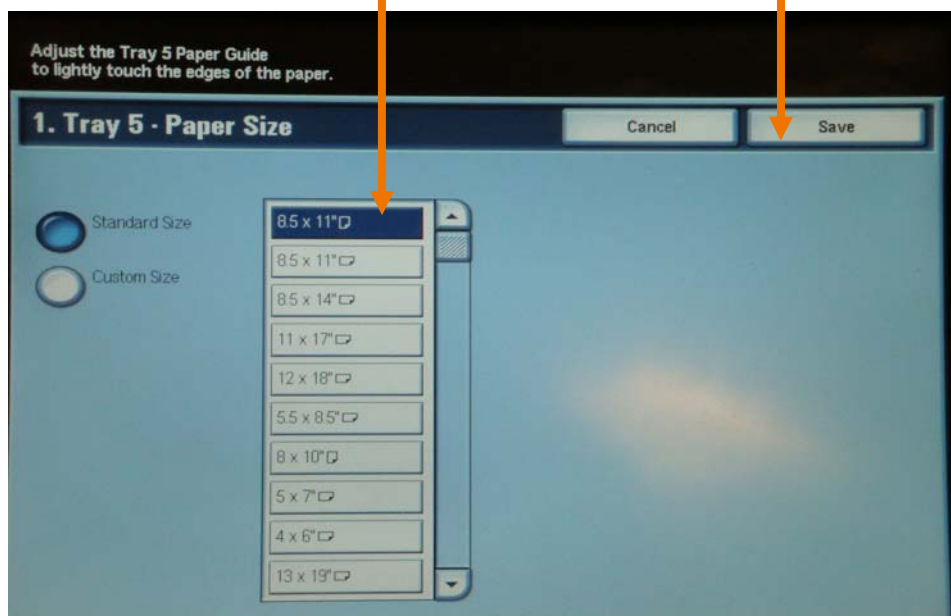 Adjust the Tray 5 Paper Guide
to lightly touch the edges of the paper.
1. Tray 5 - Paper Size
Cancel
Save
Standard Size
Custom Size
8.5 x 11"
8.5 x 11"
8.5 x 14"
11 x 17"
12 x 18"
5.5 x 8.5"
8 x 10"
5 x 7"
4 x 6"
13 x 19"